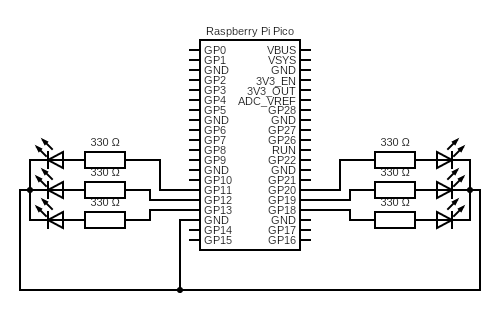 Raspberry Pi Pico
GP0 VBUS
GP1 VSYS
GND GND
GP2 3V3_EN
GP3 3V3_OUT
GP4 ADC_VREF
GP5 GP28
GND GND
GP6 GP27
GP7 GP26
330 Ω GP8 RUN 330 Ω
GP9 GP22
GND GND
330 Ω GP10 GP21 330 Ω
GP11 GP20
GP12 GP19
330 Ω 330 Ω
GP13 GP18
GND GND
GP14 GP17
GP15 GP16